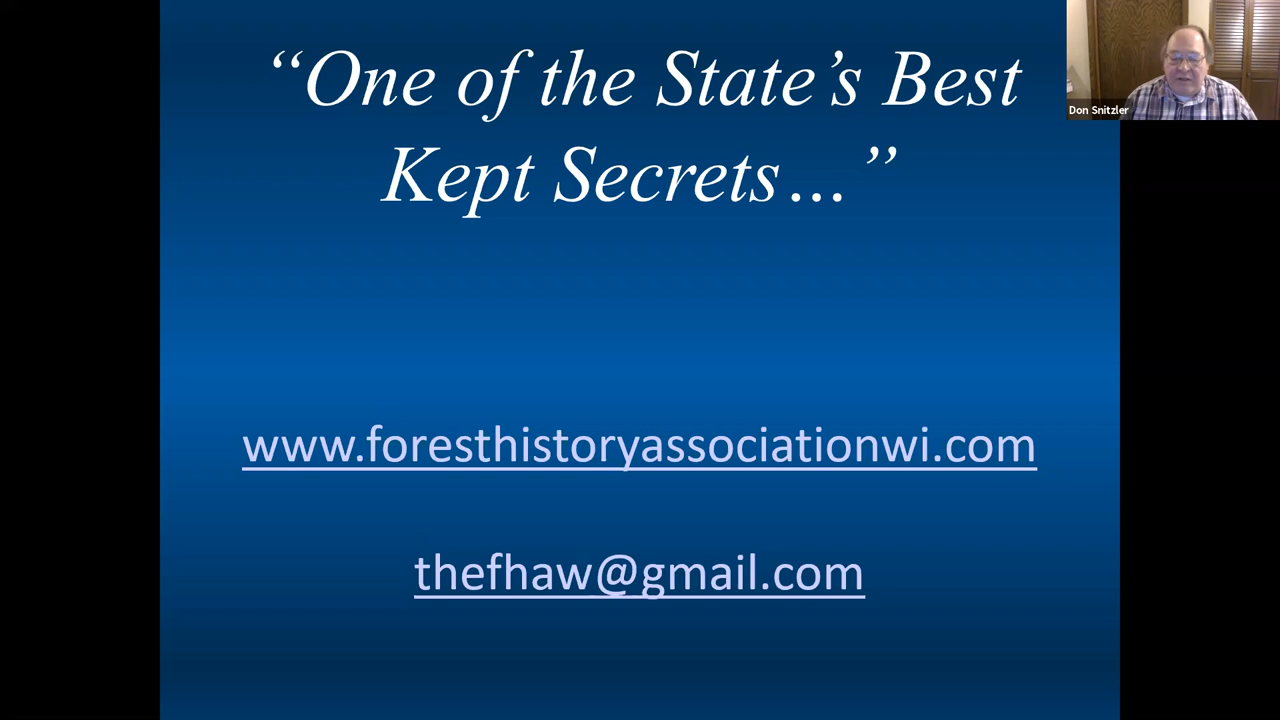 “One of the State’s Best
Kept Secrets…”
Don Snitzler
www.foresthistoryassociationwi.com
thefhaw@gmail.com